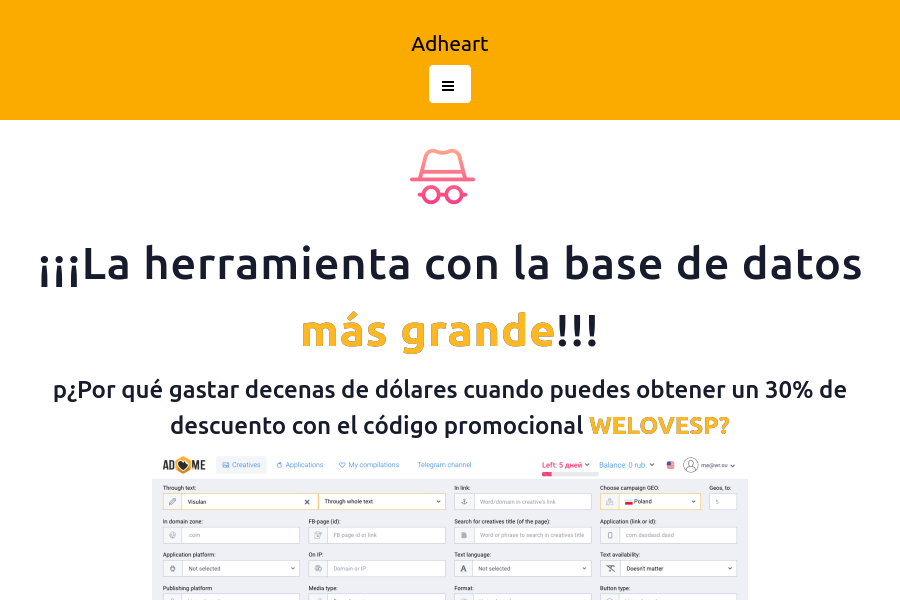 Adheart
¡¡¡La herramienta con la base de datos
más grande!!!
p¿Por qué gastar decenas de dólares cuando puedes obtener un 30% de
descuento con el código promocional WELOVESP?
AD ME Creatives Applications My compilations Telegram channel Left: 5 дней Balance: 0 rub me@wr.su
Through text: In link: Choose campaign GEO: Geos, to:
Visulan Through whole text Word/domain in creative's link Poland 5
In domain zone: FB-page (id): Search for creatives title (of the page): Application (link or id):
.com FB page id or link Word or phrase to search in creatives title com.dasdasd.dasd
Application platform: On IP: Text language: Text availability:
Not selected Domain or IP. Not selected Doesn't matter
Publishing platform Media type: Format: Button type: